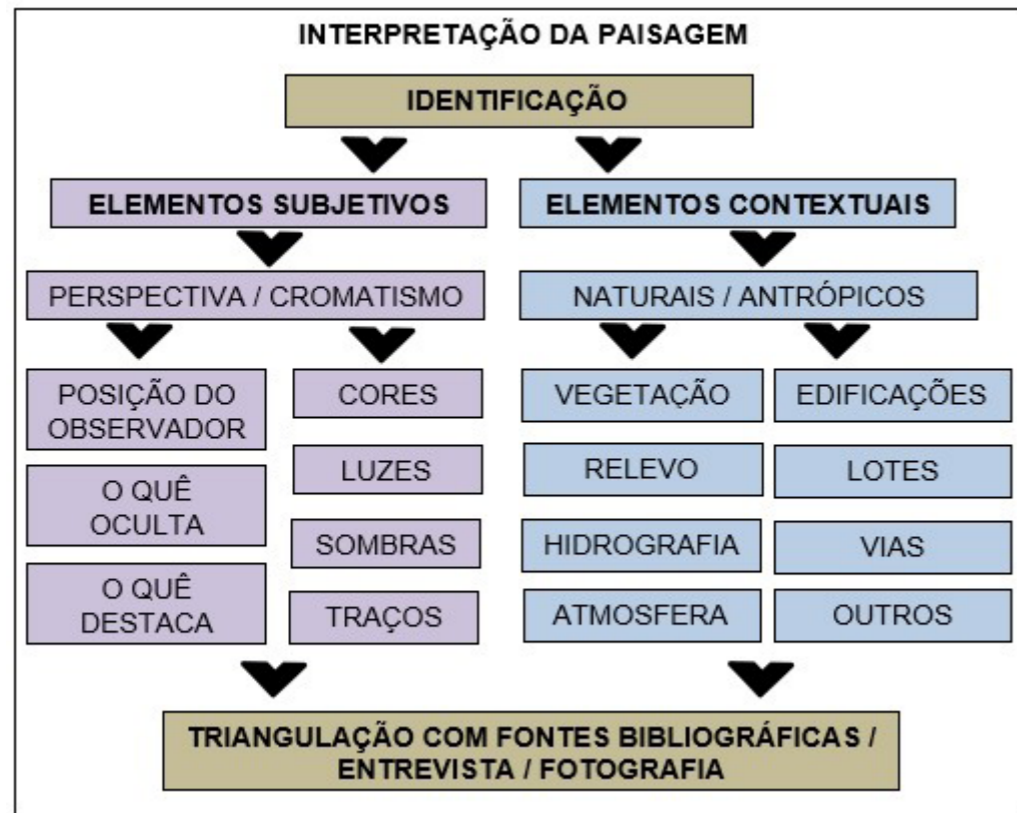 INTERPRETAÇÃO DA PAISAGEM
IDENTIFICAÇÃO
ELEMENTOS SUBJETIVOS
ELEMENTOS CONTEXTUAIS
PERSPECTIVA / CROMATISMO
NATURAIS / ANTRÓPICOS
POSIÇÃO DO
OBSERVADOR
O QUÊ
OCULTA
O QUÊ
DESTACA
CORES
LUZES
SOMBRAS
TRAÇOS
VEGETAÇÃO
RELEVO
HIDROGRAFIA
ATMOSFERA
EDIFICAÇÕES
LOTES
VIAS
OUTROS
TRIANGULAÇÃO COM FONTES BIBLIOGRÁFICAS /
ENTREVISTA / FOTOGRAFIA